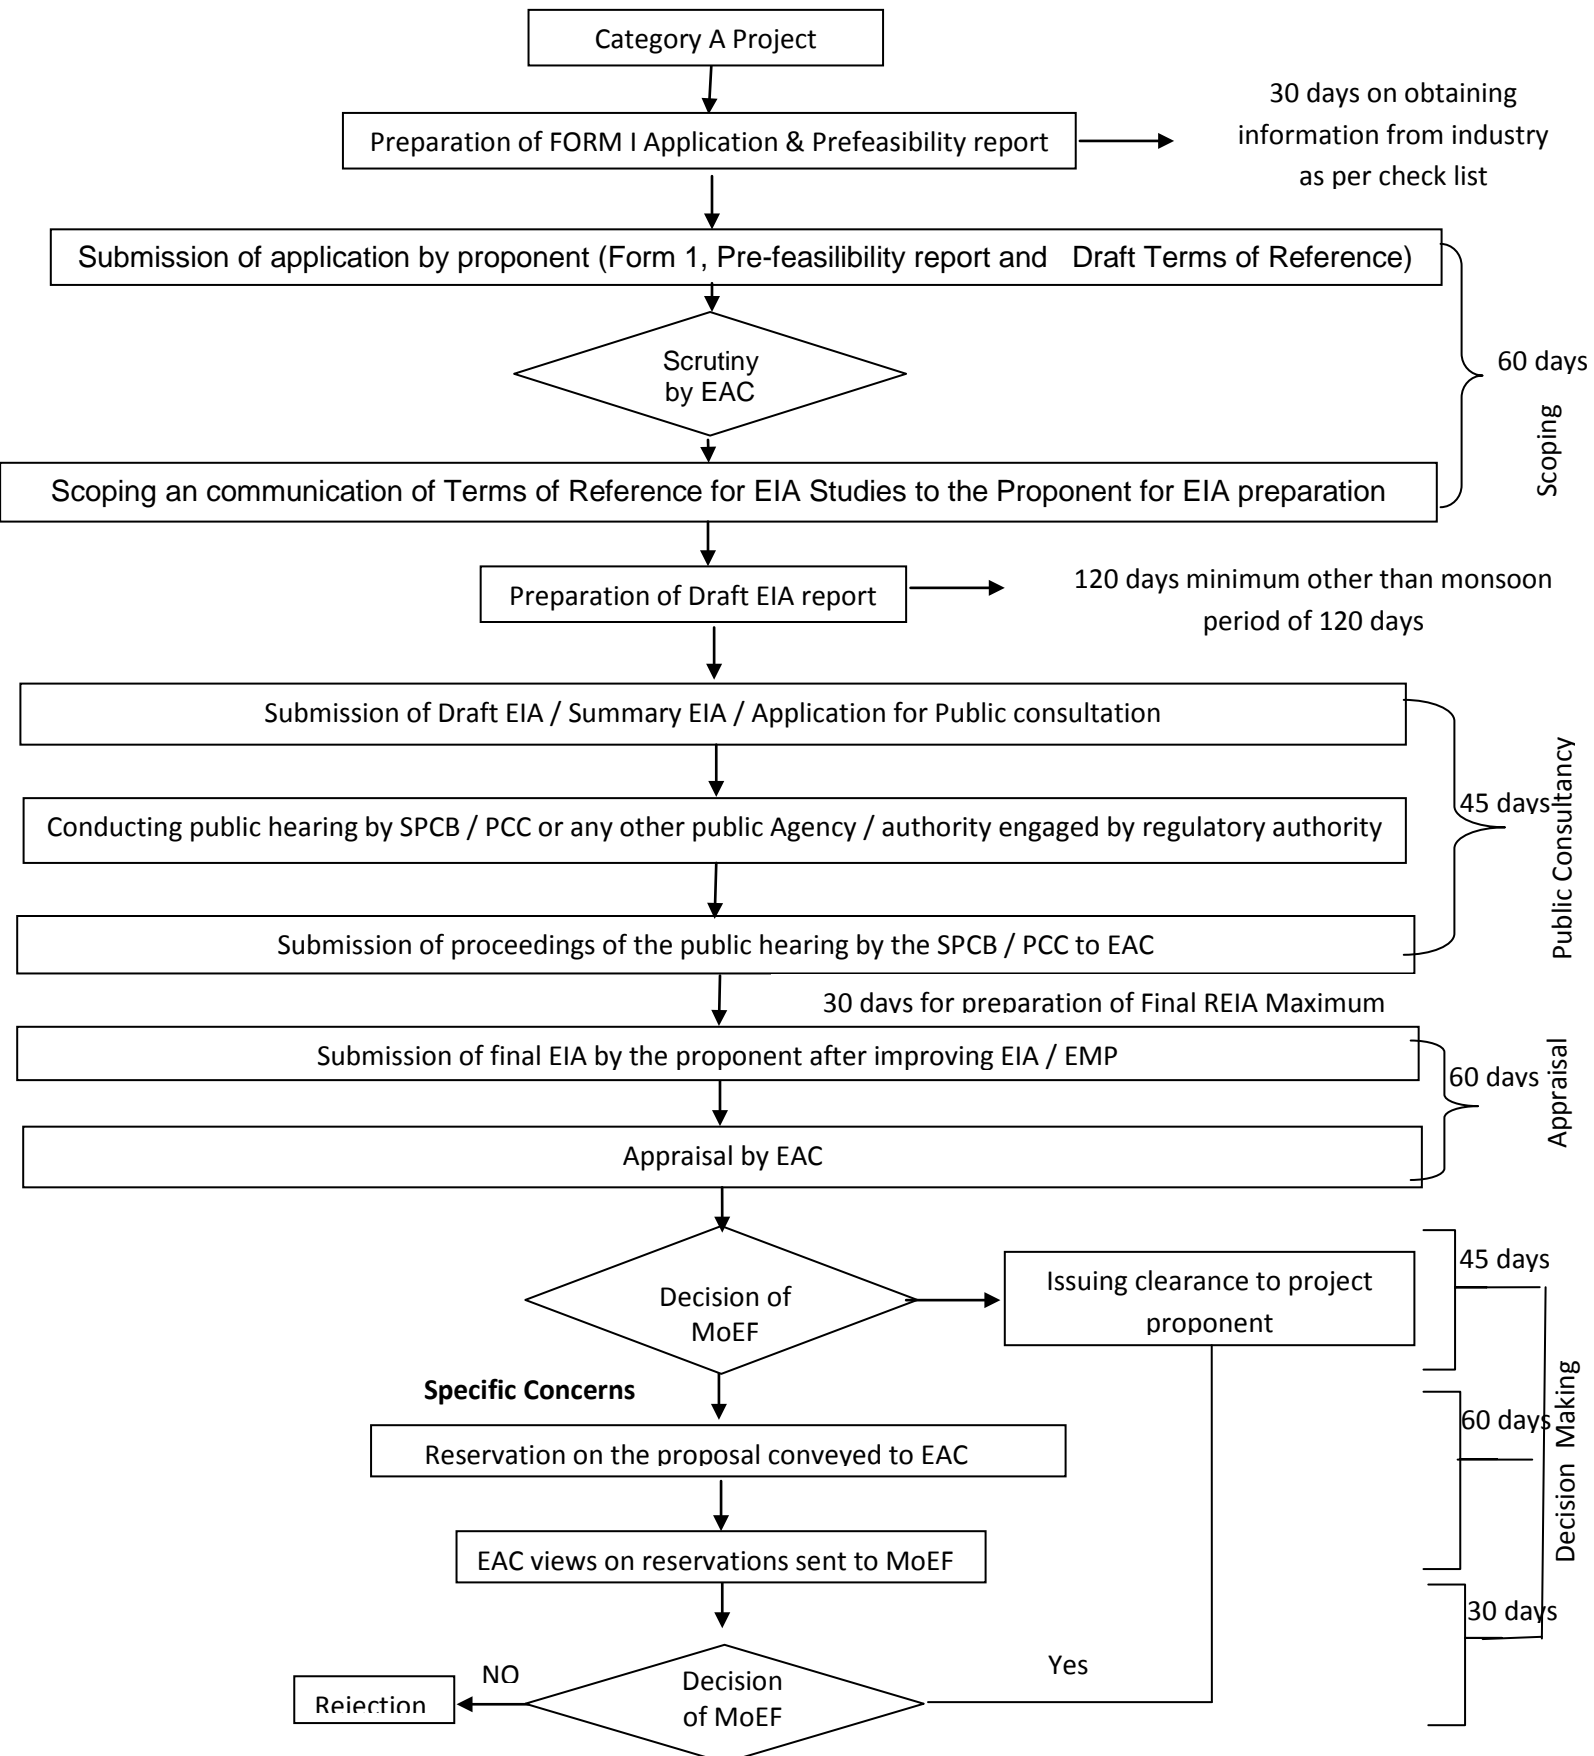 Category A Project
30 days on obtaining
information from industry
as per check list
Preparation of FORM I Application & Prefeasibility report
Submission of application by proponent (Form 1, Pre-feasilibility report and Draft Terms of Reference)
Scrutiny
by EAC
60 days
Scoping
Scoping an communication of Terms of Reference for EIA Studies to the Proponent for EIA preparation
Preparation of Draft EIA report
120 days minimum other than monsoon
period of 120 days
Submission of Draft EIA / Summary EIA / Application for Public consultation
45 days
Public Consultancy
Conducting public hearing by SPCB / PCC or any other public Agency / authority engaged by regulatory authority
Submission of proceedings of the public hearing by the SPCB / PCC to EAC
30 days for preparation of Final REIA Maximum
Submission of final EIA by the proponent after improving EIA / EMP
60 days
Appraisal
Appraisal by EAC
Decision of
MoEF
Issuing clearance to project
proponent
45 days
Specific Concerns
Reservation on the proposal conveyed to EAC
60 days
Decision Making
EAC views on reservations sent to MoEF
30 days
Decision
of MoEF
Yes
NO
Rejection